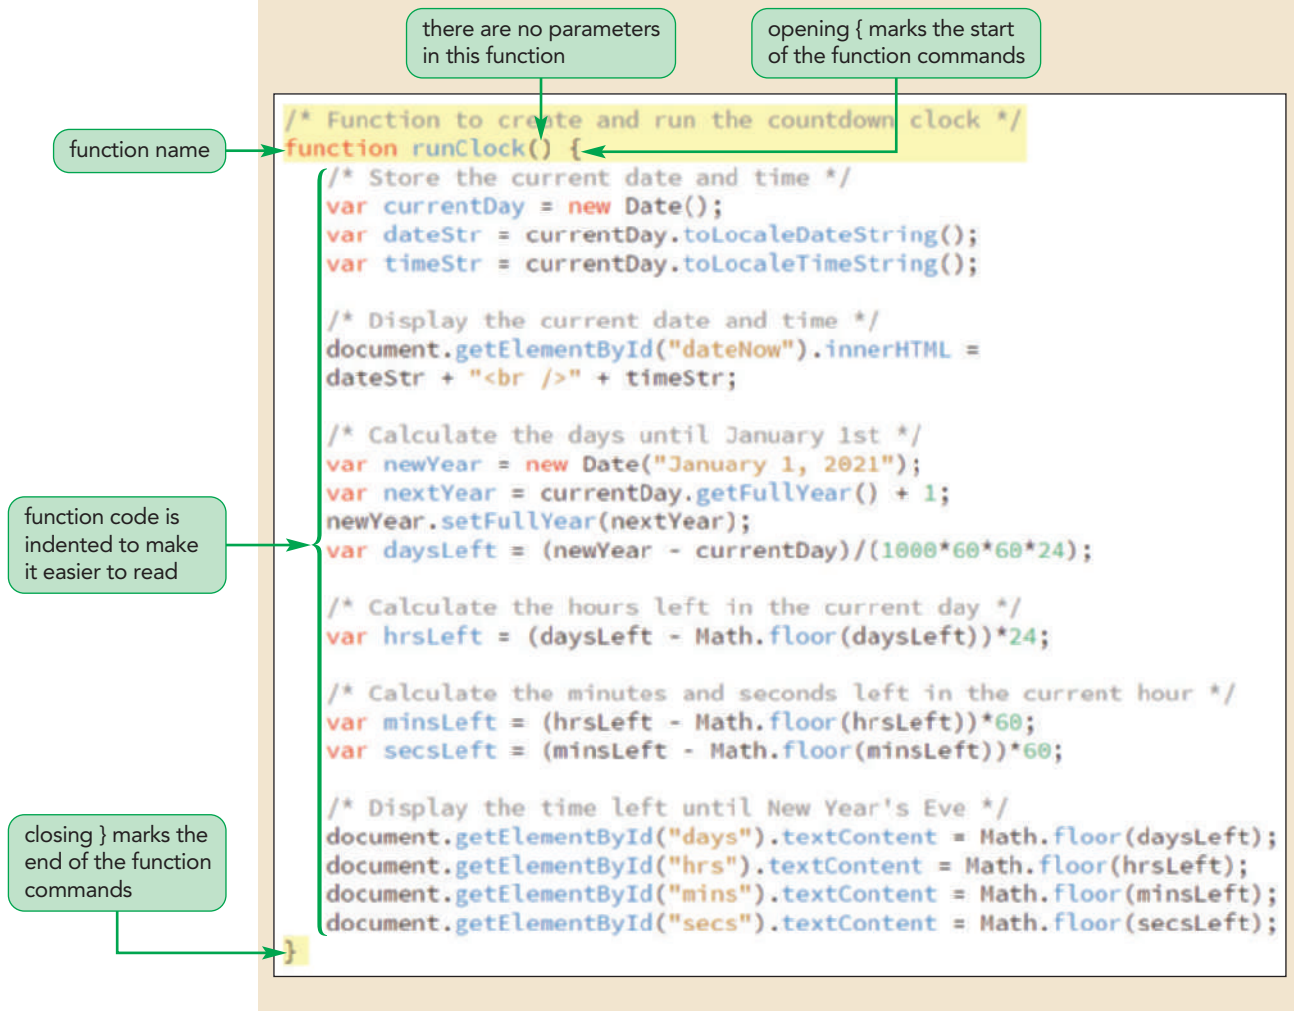 there are no parameters
in this function
opening { marks the start
of the function commands
function name
/* Function to create and run the countdown clock */
function runClock() {
/* Store the current date and time */
var currentDay = new Date();
var dateStr = currentDay.toLocaleDateString();
var timeStr = currentDay.toLocaleTimeString();
/* Display the current date and time */
document.getElementById("dateNow").innerHTML =
dateStr + "<br />" + timeStr;
/* Calculate the days until January 1st */
var newYear = new Date("January 1, 2021");
var nextYear = currentDay.getFullYear() + 1;
newYear.setFullYear(nextYear);
var daysLeft = (newYear - currentDay)/(1000*60*60*24);
function code is
indented to make
it easier to read
/* Calculate the hours left in the current day */
var hrsLeft = (daysLeft - Math.floor(daysLeft))*24;
/* Calculate the minutes and seconds left in the current hour */
var minsLeft = (hrsLeft - Math.floor(hrsLeft))*60;
var secsLeft = (minsLeft - Math.floor(minsLeft))*60;
/* Display the time left until New Year's Eve */
document.getElementById("days").textContent = Math.floor(daysLeft);
document.getElementById("hrs").textContent = Math.floor(hrsLeft);
document.getElementById("mins").textContent = Math.floor(minsLeft);
document.getElementById("secs").textContent = Math.floor(secsLeft);
}
closing } marks the
end of the function
commands